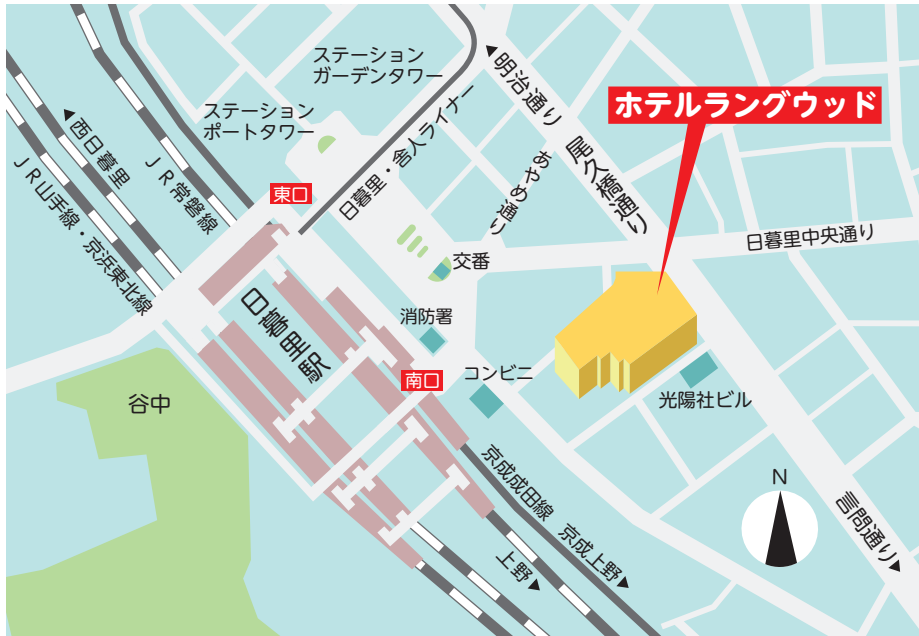 ステーション
ガーデンタワー
ステーション
ポートタワー
▲明治通り
尾久橋通り
ホテルラングウッド
▲西日暮里
JR常磐線
JR山手線・京浜東北線
東口
日暮里・舎人ライナー
あやめ通り
日暮里中央通り
交番
消防署
日暮里駅
南口
コンビニ
光陽社ビル
谷中
京成成田線
京成上野▶
上野▶
N
言問通り▶